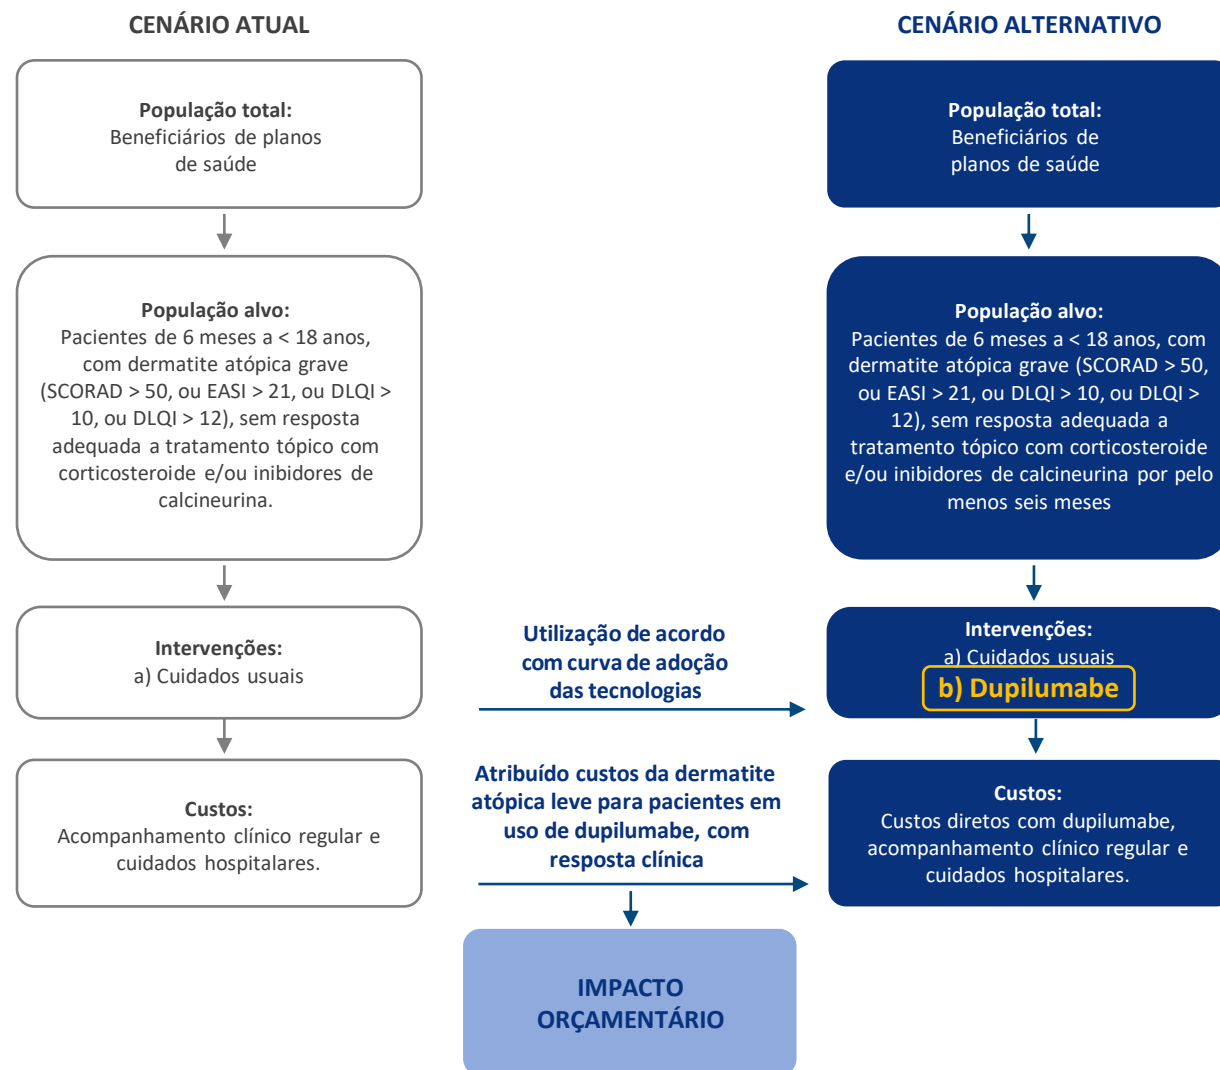 CENÁRIO ATUAL
População total:
Beneficiários de planos
de saúde
População alvo:
Pacientes de 6 meses a < 18 anos,
com dermatite atópica grave
(SCORAD > 50, ou EASI > 21, ou DLQI >
10, ou DLQI > 12), sem resposta
adequada a tratamento tópico com
corticosteroide e/ou inibidores de
calcineurina.
Intervenções:
a) Cuidados usuais
Custos:
Acompanhamento clínico regular e
cuidados hospitalares.
Utilização de acordo
com curva de adoção
das tecnologias
Atribuído custos da dermatite
atópica leve para pacientes em
uso de dupilumabe, com
resposta clínica
IMPACTO
ORÇAMENTÁRIO
CENÁRIO ALTERNATIVO
População total:
Beneficiários de
planos de saúde
População alvo:
Pacientes de 6 meses a < 18 anos, com
dermatite atópica grave (SCORAD > 50,
ou EASI > 21, ou DLQI > 10, ou DLQI >
12), sem resposta adequada a
tratamento tópico com corticosteroide
e/ou inibidores de calcineurina por pelo
menos seis meses
Intervenções:
a) Cuidados usuais
b) Dupilumabe
Custos:
Custos diretos com dupilumabe,
acompanhamento clínico regular e
cuidados hospitalares.